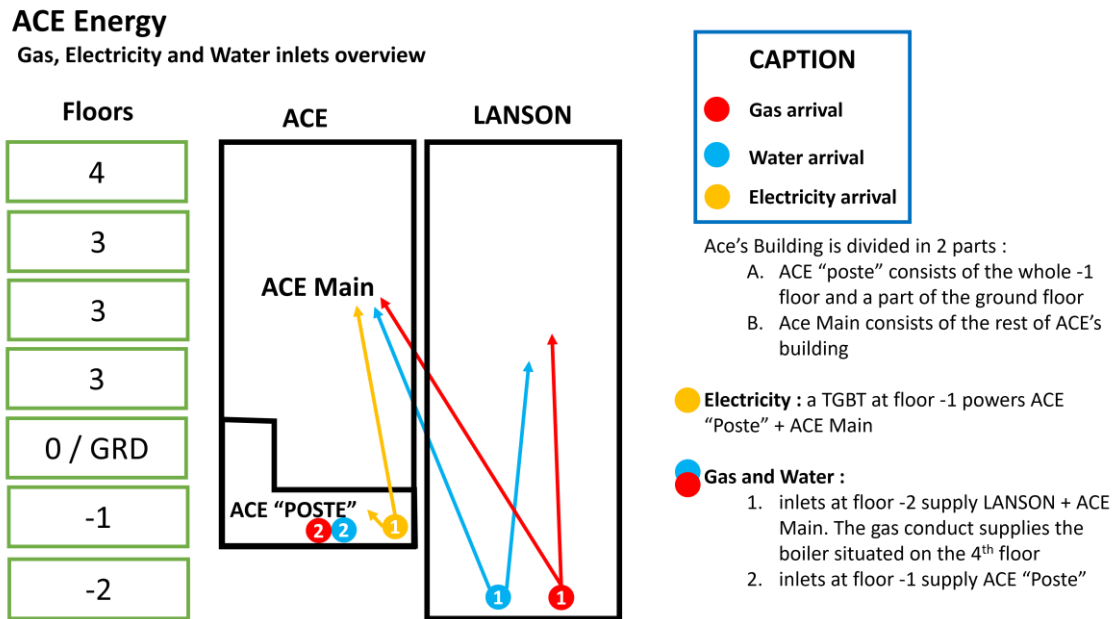 ACE Energy
Gas, Electricity and Water inlets overview
Floors
4
3
3
3
0 / GRD
-1
-2
ACE
LANSON
ACE Main
ACE “POSTE”
2
2
1
1
1
CAPTION
Gas arrival
Water arrival
Electricity arrival
Ace’s Building is divided in 2 parts :
A. ACE “poste” consists of the whole -1
floor and a part of the ground floor
B. Ace Main consists of the rest of ACE’s
building
Electricity : a TGBT at floor -1 powers ACE
“Poste” + ACE Main
Gas and Water :
1. inlets at floor -2 supply LANSON + ACE
Main. The gas conduct supplies the
boiler situated on the 4th floor
2. inlets at floor -1 supply ACE “Poste”